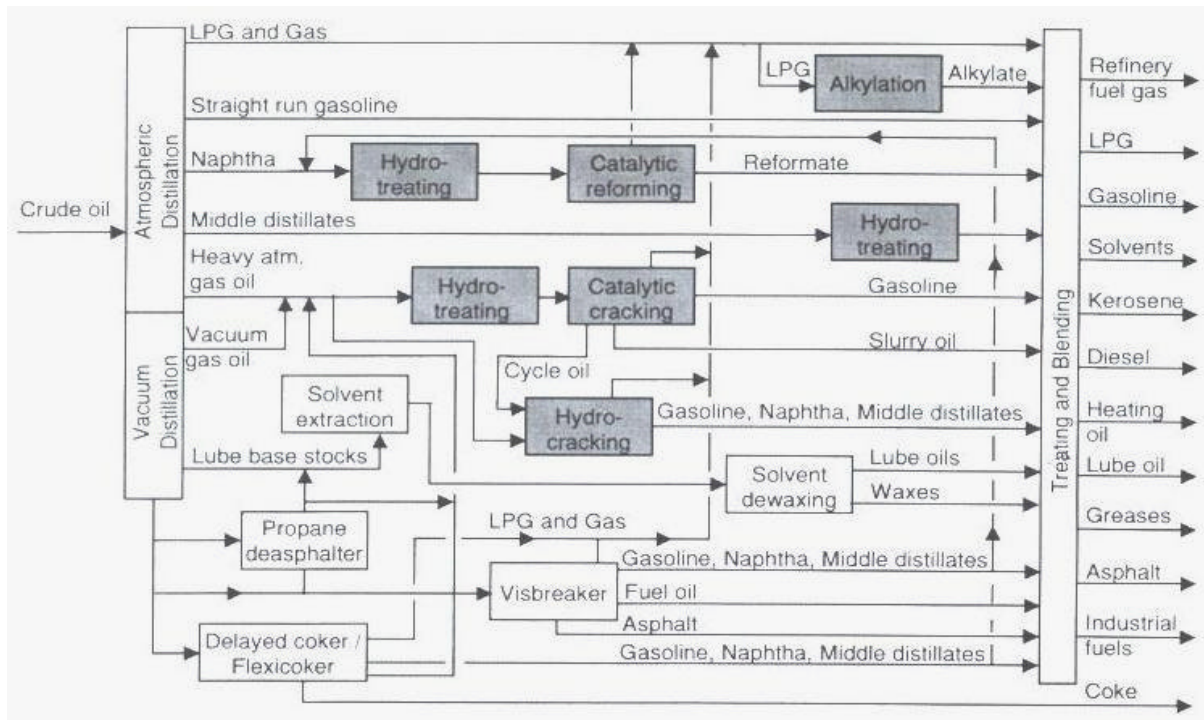 LPG and Gas
LPG
Alkylation
Alkylate
Refinery
fuel gas
Straight run gasoline
LPG
Naphtha
Hydro-
treating
Catalytic
reforming
Reformate
Gasoline
Crude oil
Atmospheric
Distillation
Middle distillates
Hydro-
treating
Solvents
Heavy atm.
gas oil
Hydro-
treating
Catalytic
cracking
Gasoline
Kerosene
Vacuum
gas oil
Slurry oil
Diesel
Cycle oil
Vacuum
Distillation
Solvent
extraction
Hydro-
cracking
Gasoline, Naphtha, Middle distillates
Treating and Blending
Heating
oil
Lube base stocks
Solvent
dewaxing
Lube oils
Waxes
Lube oil
Propane
deasphalter
LPG and Gas
Greases
Visbreaker
Gasoline, Naphtha, Middle distillates
Fuel oil
Asphalt
Asphalt
Delayed coker /
Flexicoker
Gasoline, Naphtha, Middle distillates
Industrial
fuels
Coke